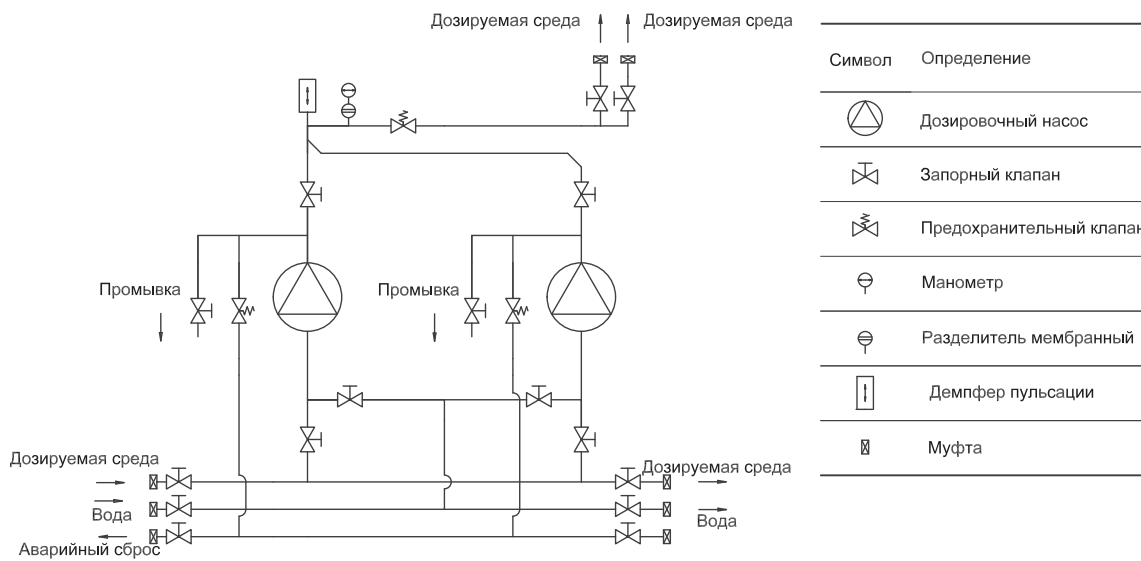 Дозируемая среда
Дозируемая среда
Промывка
Промывка
Дозируемая среда
Дозируемая среда
Вода
Вода
Аварийный сброс
Символ Определение
Дозировочный насос
Запорный клапан
Предохранительный клапан
Манометр
Разделитель мембранный
Демпфер пульсации
Муфта